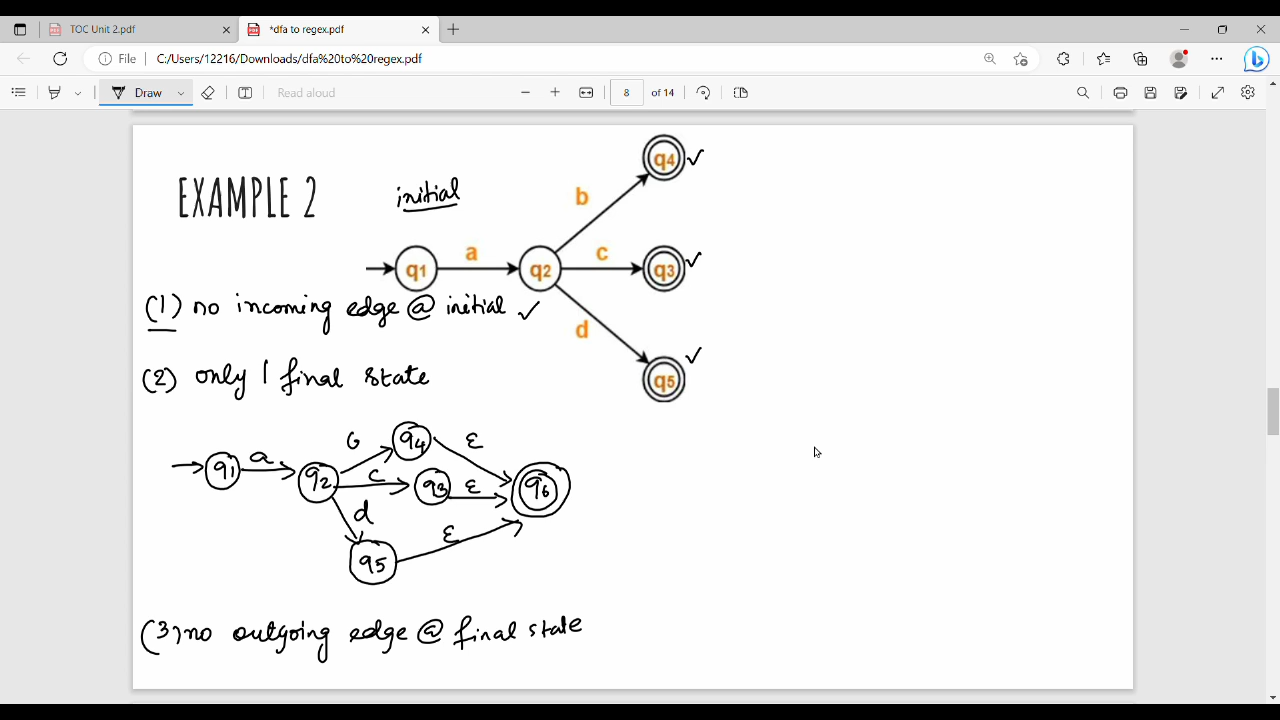 TOC Unit 2.pdf
*dfa to regex.pdf
File
C:/Users/12216/Downloads/dfa%20to%20regex.pdf
Draw
Read aloud
8 of 14
EXAMPLE 2
initial
q4 ✓
b
a
c
q1
q2
q3 ✓
d
q5 ✓
(1) no incoming edge @ initial ✓
(2) only 1 final state
b
q4
ε
q1
a
q2
c
q3
ε
q6
d
ε
q5
(3) no outgoing edge @ final state